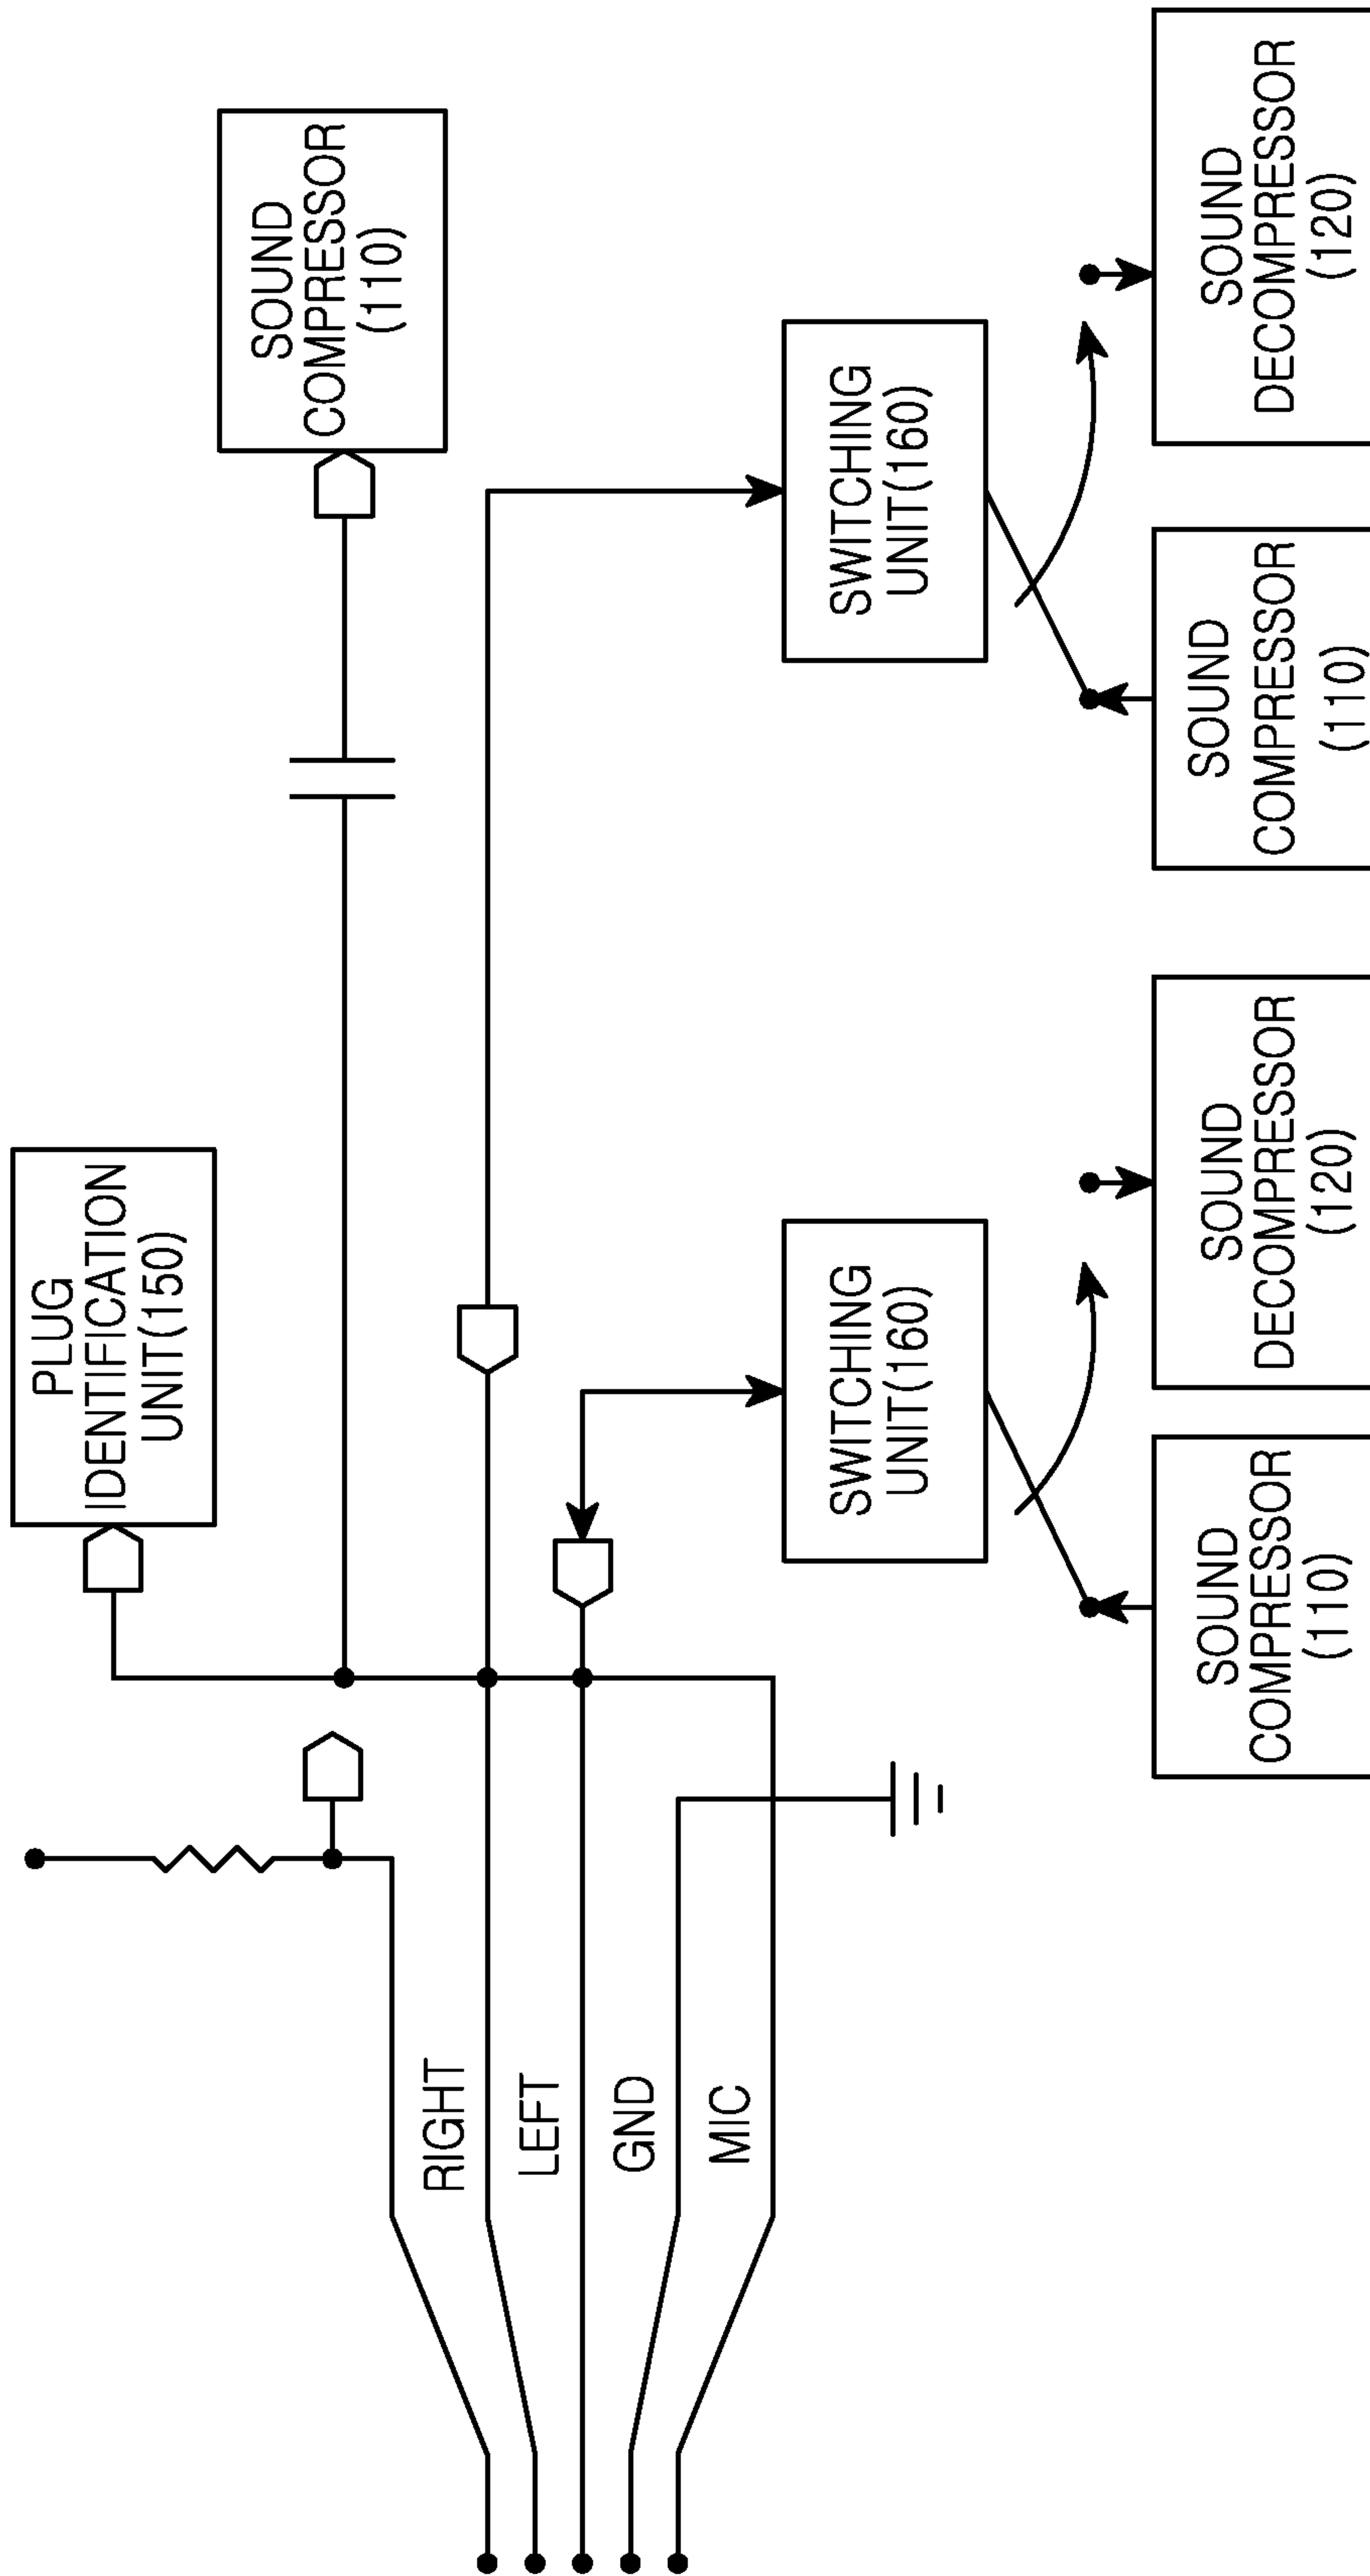 PLUG
IDENTIFICATION
UNIT(150)
SOUND
COMPRESSOR
(110)
RIGHT
LEFT
GND
MIC
SWITCHING
UNIT(160)
SWITCHING
UNIT(160)
SOUND
COMPRESSOR
(110)
SOUND
DECOMPRESSOR
(120)
SOUND
COMPRESSOR
(110)
SOUND
DECOMPRESSOR
(120)